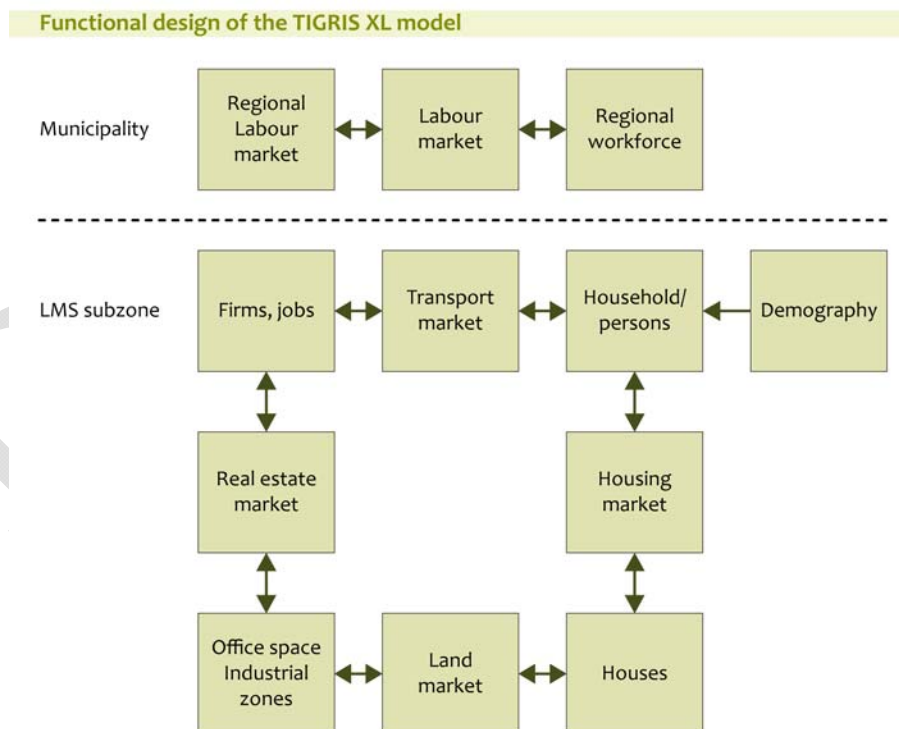 Functional design of the TIGRIS XL model
Municipality
Regional
Labour
market
Labour
market
Regional
workforce
LMS subzone
Firms, jobs
Transport
market
Household/
persons
Demography
Real estate
market
Housing
market
Office space
Industrial
zones
Land
market
Houses